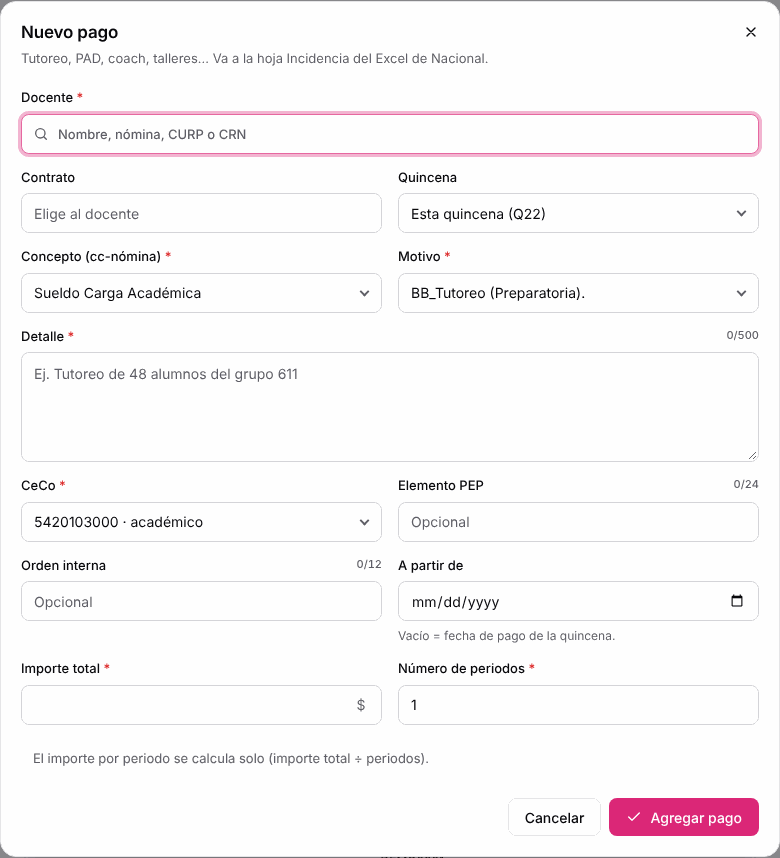 Nuevo pago
Tutoreo, PAD, coach, talleres... Va a la hoja Incidencia del Excel de Nacional.
Docente *
Nombre, nómina, CURP o CRN
Contrato
Quincena
Elige al docente
Esta quincena (Q22)
Concepto (cc-nómina) *
Motivo *
Sueldo Carga Académica
BB_Tutoreo (Preparatoria).
Detalle *
0/500
Ej. Tutoreo de 48 alumnos del grupo 611
CeCo *
Elemento PEP
0/24
5420103000 · académico
Opcional
Orden interna
0/12
A partir de
Opcional
mm/dd/yyyy
Vacío = fecha de pago de la quincena.
Importe total *
Número de periodos *
$
1
El importe por periodo se calcula solo (importe total ÷ periodos).
Cancelar
Agregar pago